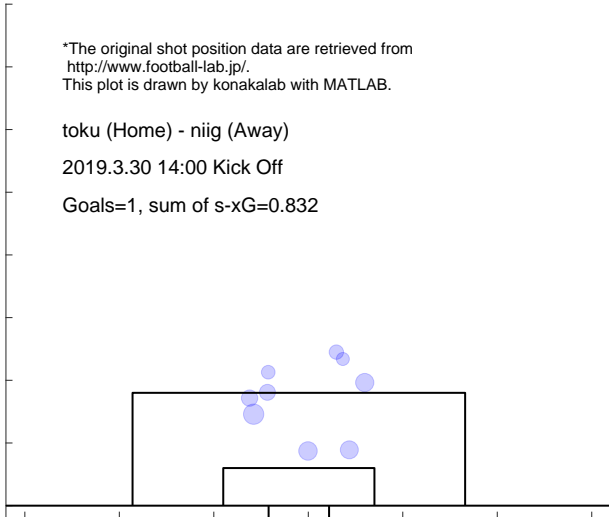 *The original shot position data are retrieved from
http://www.football-lab.jp/.
This plot is drawn by konakalab with MATLAB.
toku (Home) - niig (Away)
2019.3.30 14:00 Kick Off
Goals=1, sum of s-xG=0.832